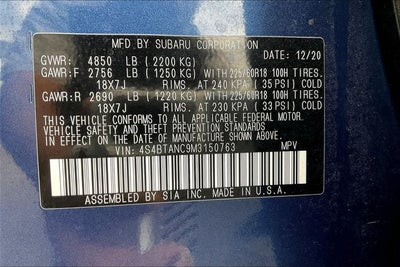 MFD. BY SUBARU CORPORATION DATE: 12/20
GVWR: 4850 LB (2200 KG)
GAWR:F 2756 LB (1250 KG) WITH 225/60R18 100H TIRES.
18X7J RIMS. AT 240 KPA (35 PSI) COLD
GAWR:R 2690 LB (1220 KG) WITH 225/60R18 100H TIRES.
18X7J RIMS. AT 230 KPA (33 PSI) COLD
THIS VEHICLE CONFORMS TO ALL APPLICABLE FEDERAL MOTOR
VEHICLE SAFETY AND THEFT PREVENTION STANDARDS IN EFFECT
ON THE DATE OF MANUFACTURE SHOWN ABOVE.
VIN: 4S4BTANC9M3150763 MPV
ASSEMBLED BY SIA INC. MADE IN U.S.A.